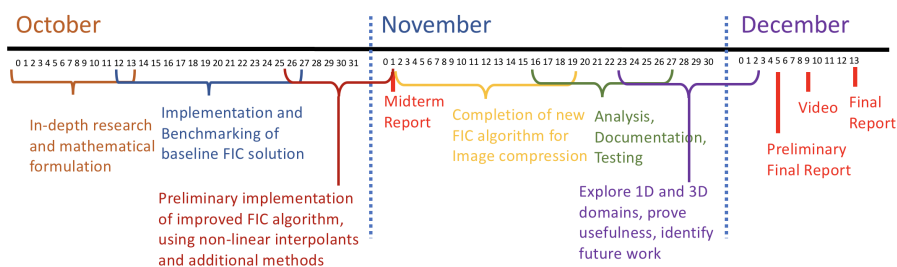 October
November
December
0 1 2 3 4 5 6 7 8 9 10 11 12 13 14 15 16 17 18 19 20 21 22 23 24 25 26 27 28 29 30 31
0 1 2 3 4 5 6 7 8 9 10 11 12 13 14 15 16 17 18 19 20 21 22 23 24 25 26 27 28 29 30
0 1 2 3 4 5 6 7 8 9 10 11 12 13
In-depth research
and mathematical
formulation
Implementation and
Benchmarking of
baseline FIC solution
Preliminary implementation
of improved FIC algorithm,
using non-linear interpolants
and additional methods
Midterm
Report
Completion of new
FIC algorithm for
Image compression
Analysis,
Documentation,
Testing
Explore 1D and 3D
domains, prove
usefulness, identify
future work
Preliminary
Final Report
Video
Final
Report